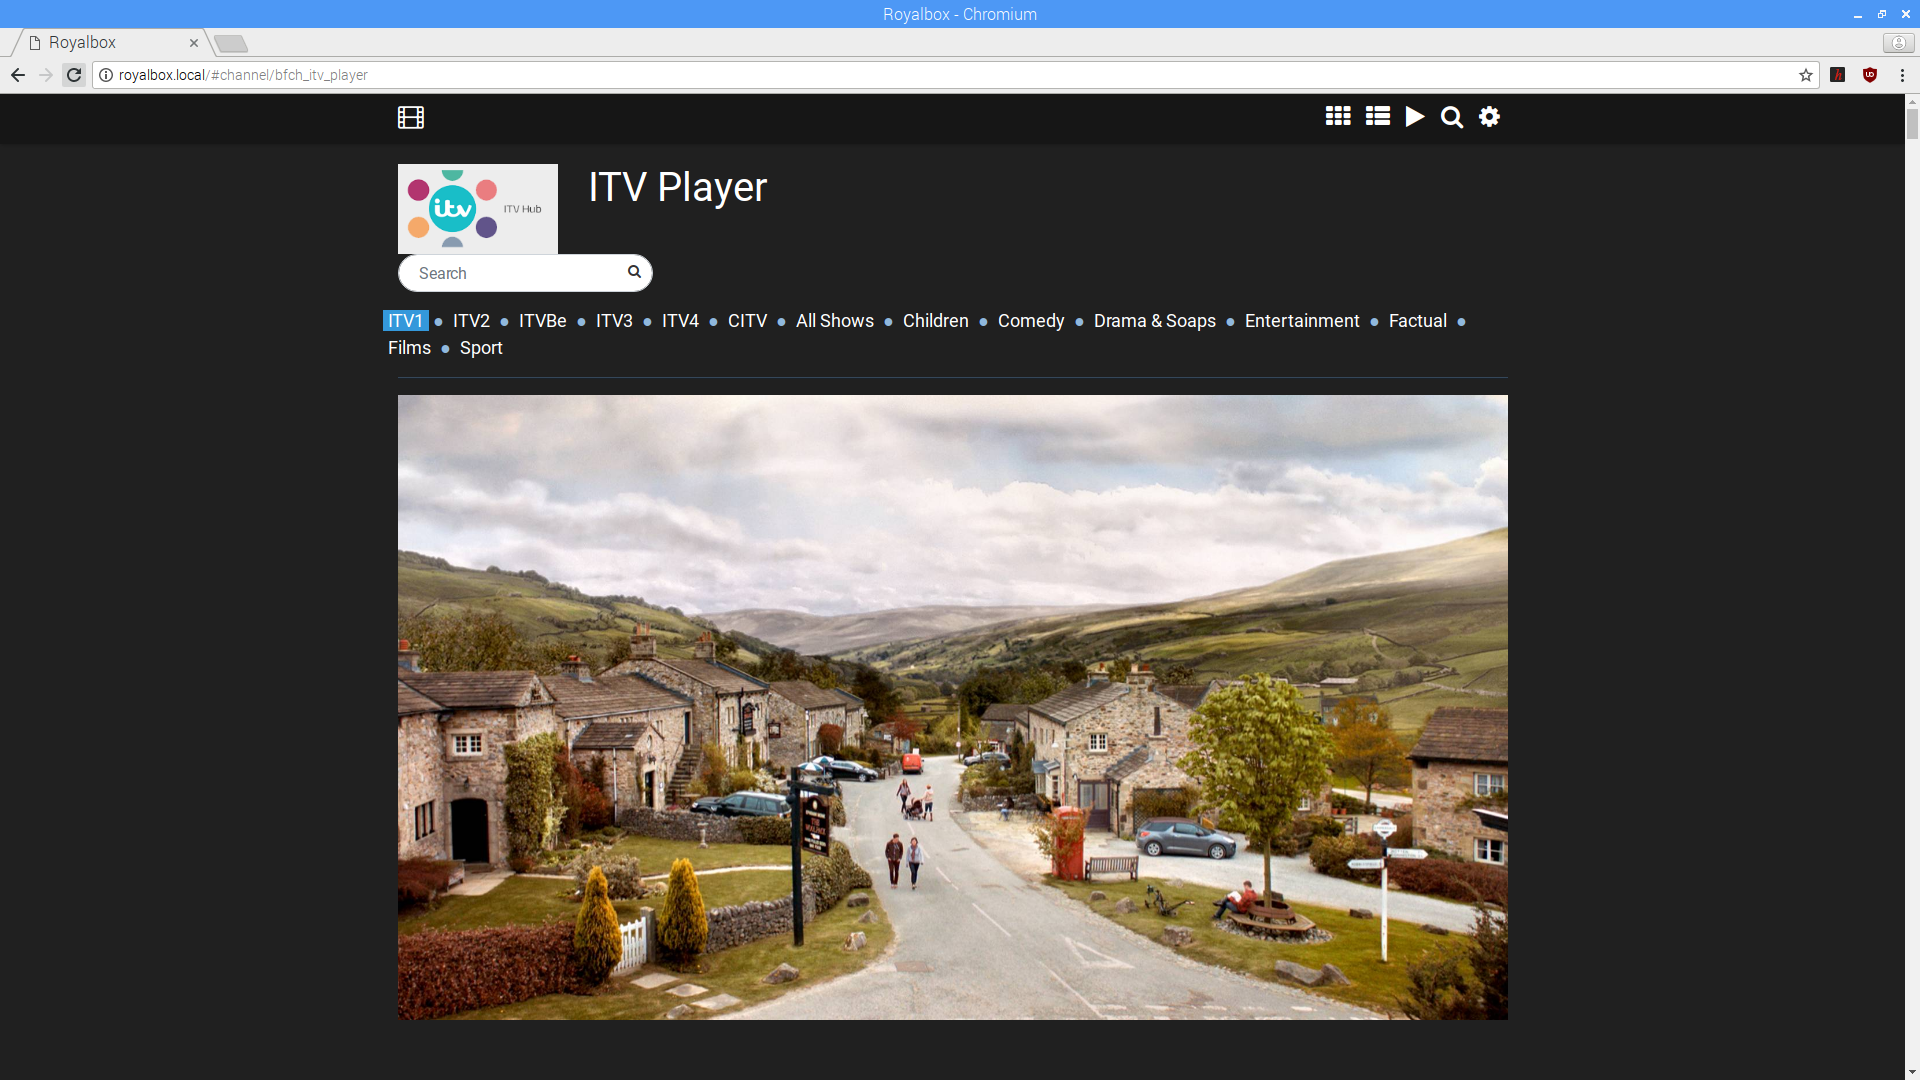 Royalbox - Chromium
Royalbox
royalbox.local/#channel/bfch_itv_player
itv
ITV Hub
ITV Player
Search
ITV1 ● ITV2 ● ITVBe ● ITV3 ● ITV4 ● CITV ● All Shows ● Children ● Comedy ● Drama & Soaps ● Entertainment ● Factual ●
Films ● Sport